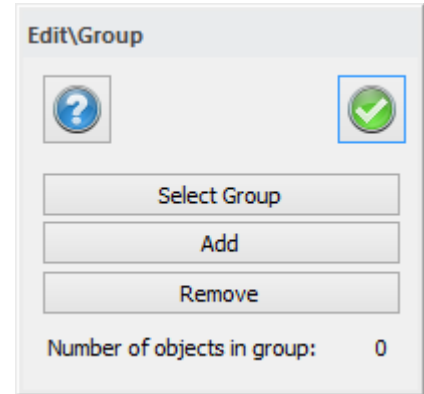 Edit\Group
Select Group
Add
Remove
Number of objects in group: 0